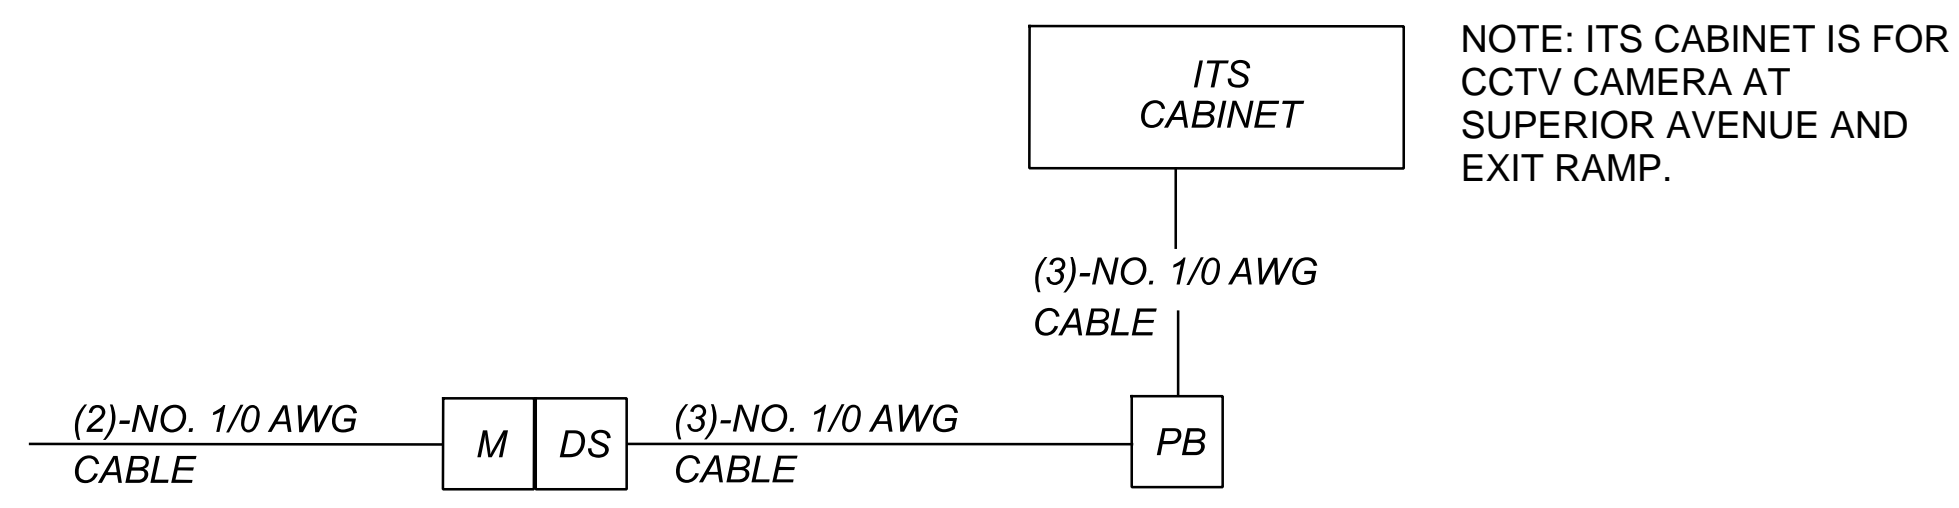 ITS
CABINET
NOTE: ITS CABINET IS FOR
CCTV CAMERA AT
SUPERIOR AVENUE AND
EXIT RAMP.
(3)-NO. 1/0 AWG
CABLE
(2)-NO. 1/0 AWG
CABLE
M
DS
(3)-NO. 1/0 AWG
CABLE
PB